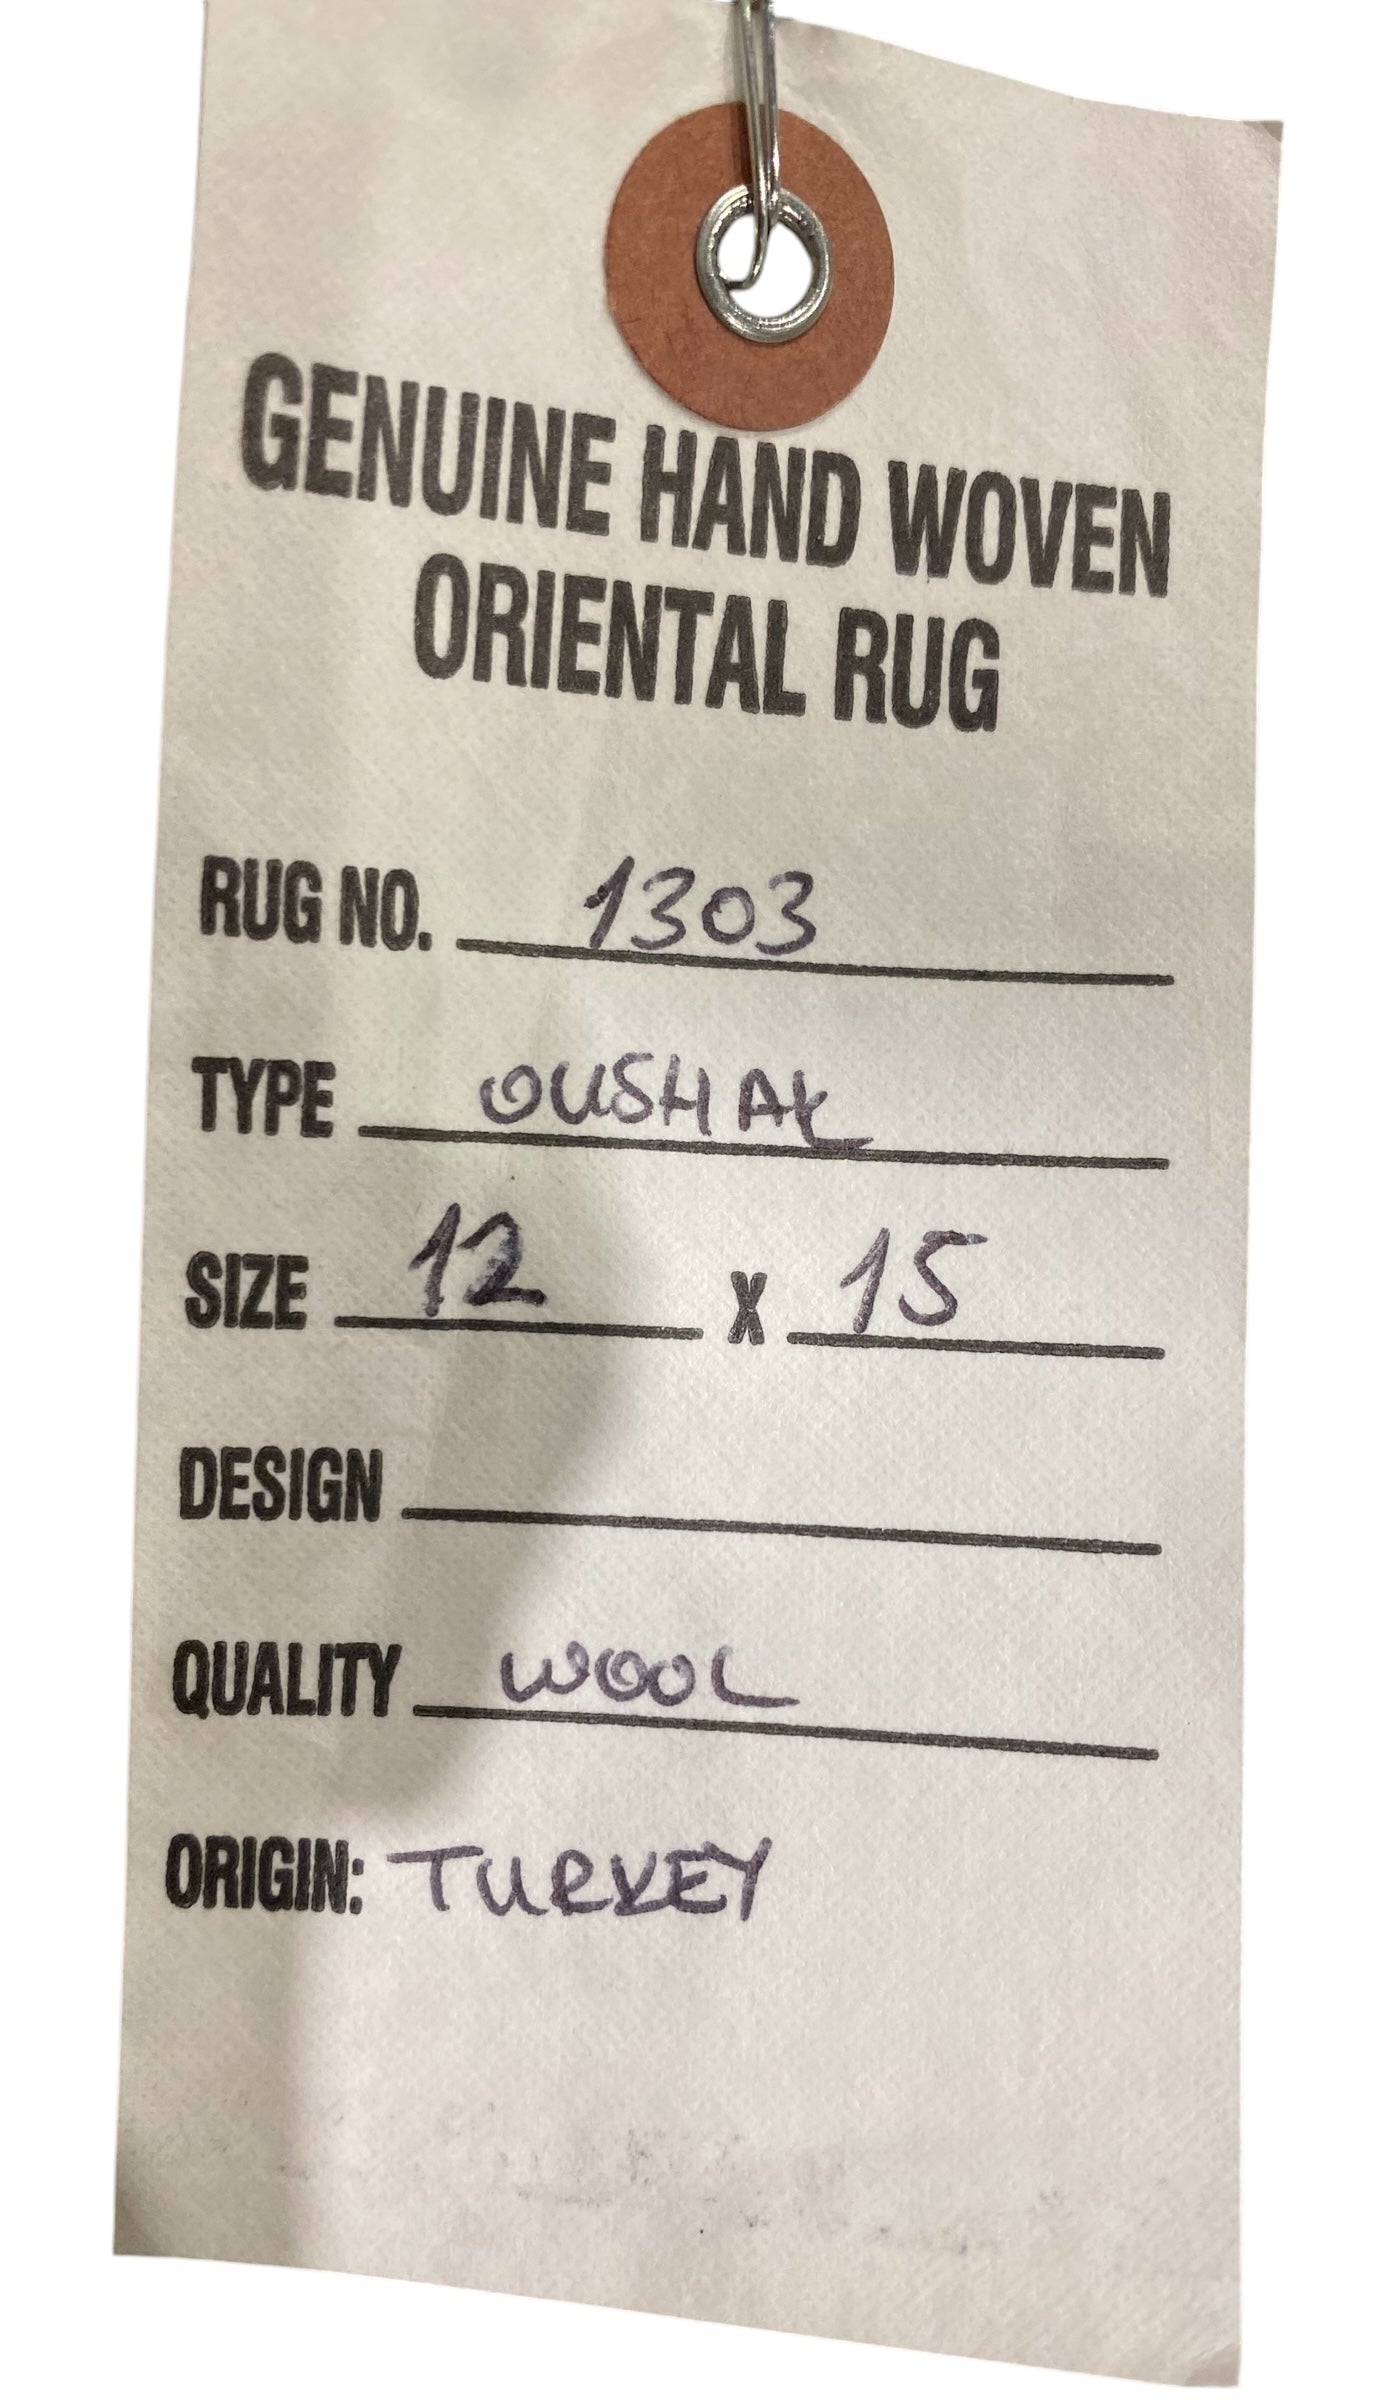 GENUINE HAND WOVEN
ORIENTAL RUG
RUG NO. 1303
TYPE OUSHAK
SIZE 12 X 15
DESIGN
QUALITY WOOL
ORIGIN: TURKEY